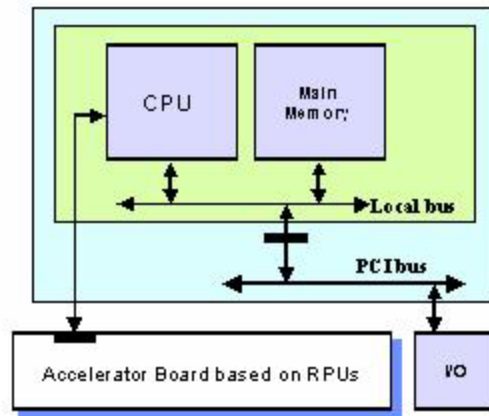 CPU
Main
Memory
Local bus
PCI bus
Accelerator Board based on RPUs
I/O